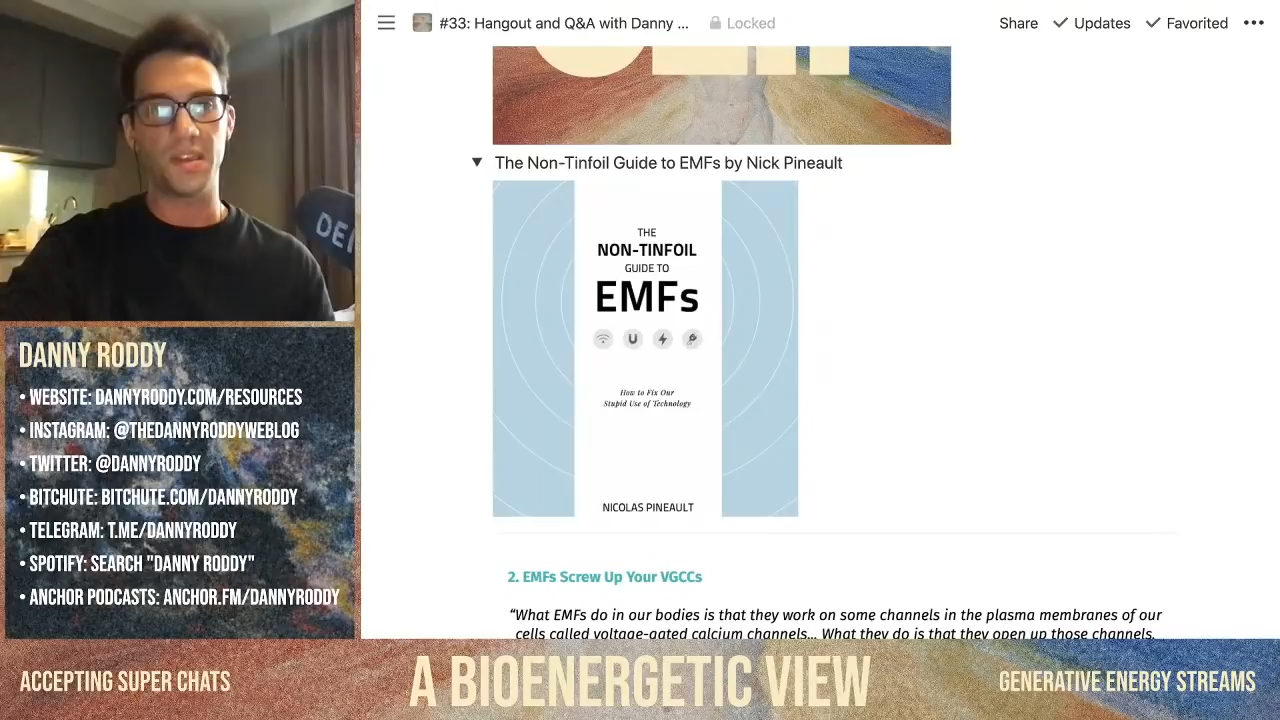 #33: Hangout and Q&A with Danny ...
Locked
Share
Updates
Favorited
The Non-Tinfoil Guide to EMFs by Nick Pineault
THE
NON-TINFOIL
GUIDE TO
EMFs
How to Fix Our
Stupid Use of Technology
NICOLAS PINEAULT
2. EMFs Screw Up Your VGCCs
“What EMFs do in our bodies is that they work on some channels in the plasma membranes of our
cells called voltage-gated calcium channels... What they do is that they open up those channels,
DANNY RODDY
• WEBSITE: DANNYRODDY.COM/RESOURCES
• INSTAGRAM: @THEDANNYRODDYWEBLOG
• TWITTER: @DANNYRODDY
• BITCHUTE: BITCHUTE.COM/DANNYRODDY
• TELEGRAM: T.ME/DANNYRODDY
• SPOTIFY: SEARCH "DANNY RODDY"
• ANCHOR PODCASTS: ANCHOR.FM/DANNYRODDY
ACCEPTING SUPER CHATS
A BIOENERGETIC VIEW
GENERATIVE ENERGY STREAMS